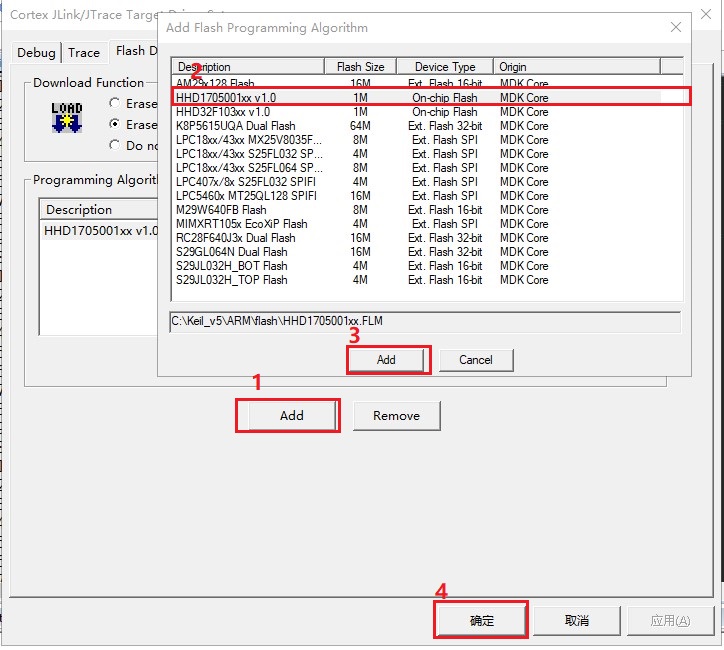 Cortex JLink/JTrace Target
Add Flash Programming Algorithm
Debug
Trace
Flash D
Download Function
LOAD
Erase
Erase
Do no
Programming Algorith
Description
HHD1705001xx v1.0
2
Description Flash Size Device Type Origin
AM29x128 Flash 16M Ext. Flash 16-bit MDK Core
HHD1705001xx v1.0 1M On-chip Flash MDK Core
HHD32F103xx v1.0 1M On-chip Flash MDK Core
K8P5615UQA Dual Flash 64M Ext. Flash 32-bit MDK Core
LPC18xx/43xx MX25V8035F... 8M Ext. Flash SPI MDK Core
LPC18xx/43xx S25FL032 SP... 4M Ext. Flash SPI MDK Core
LPC18xx/43xx S25FL064 SP... 8M Ext. Flash SPI MDK Core
LPC407x/8x S25FL032 SPIFI 4M Ext. Flash SPI MDK Core
LPC5460x MT25QL128 SPIFI 16M Ext. Flash SPI MDK Core
M29W640FB Flash 8M Ext. Flash 16-bit MDK Core
MIMXRT105x EcoXiP Flash 4M Ext. Flash SPI MDK Core
RC28F640J3x Dual Flash 16M Ext. Flash 32-bit MDK Core
S29GL064N Dual Flash 16M Ext. Flash 32-bit MDK Core
S29JL032H_BOT Flash 4M Ext. Flash 16-bit MDK Core
S29JL032H_TOP Flash 4M Ext. Flash 16-bit MDK Core
C:\Keil_v5\ARM\flash\HHD1705001xx.FLM
3
Add Cancel
1
Add Remove
4
确定 取消 应用(A)